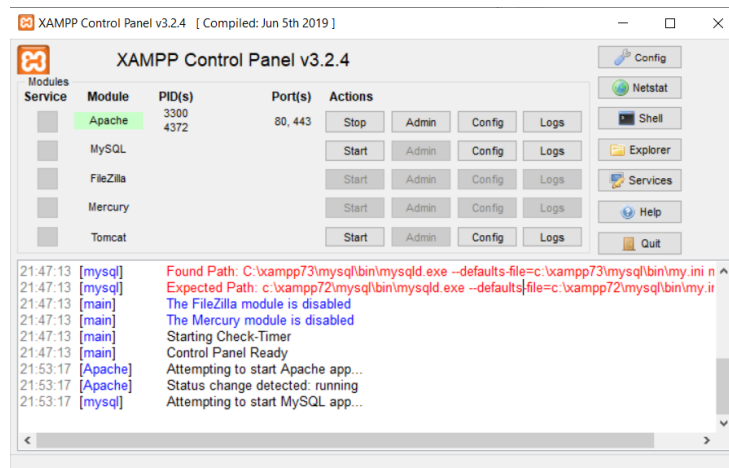 XAMPP Control Panel v3.2.4 [ Compiled: Jun 5th 2019 ]
XAMPP Control Panel v3.2.4
Config
Modules
Service Module PID(s) Port(s) Actions
Netstat
Apache 3300 4372 80, 443 Stop Admin Config Logs
Shell
MySQL Start Admin Config Logs
Explorer
FileZilla Start Admin Config Logs
Services
Mercury Start Admin Config Logs
Help
Tomcat Start Admin Config Logs
Quit
21:47:13 [mysql] Found Path: C:\xampp73\mysql\bin\mysqld.exe --defaults-file=c:\xampp73\mysql\bin\my.ini
21:47:13 [mysql] Expected Path: c:\xampp72\mysql\bin\mysqld.exe --defaults-file=c:\xampp72\mysql\bin\my.ir
21:47:13 [main] The FileZilla module is disabled
21:47:13 [main] The Mercury module is disabled
21:47:13 [main] Starting Check-Timer
21:47:13 [main] Control Panel Ready
21:53:17 [Apache] Attempting to start Apache app...
21:53:17 [Apache] Status change detected: running
21:53:17 [mysql] Attempting to start MySQL app...